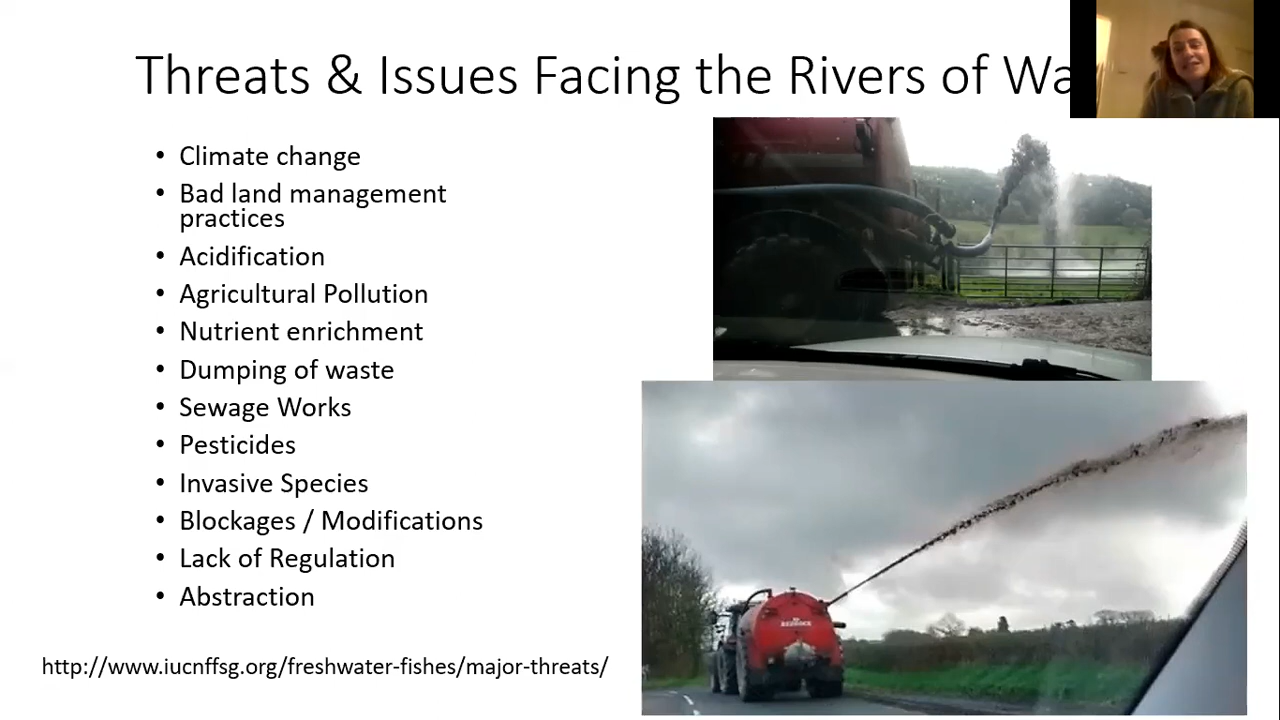 Threats & Issues Facing the Rivers of Wa
• Climate change
• Bad land management
practices
• Acidification
• Agricultural Pollution
• Nutrient enrichment
• Dumping of waste
• Sewage Works
• Pesticides
• Invasive Species
• Blockages / Modifications
• Lack of Regulation
• Abstraction
REDROCK
http://www.iucnffsg.org/freshwater-fishes/major-threats/